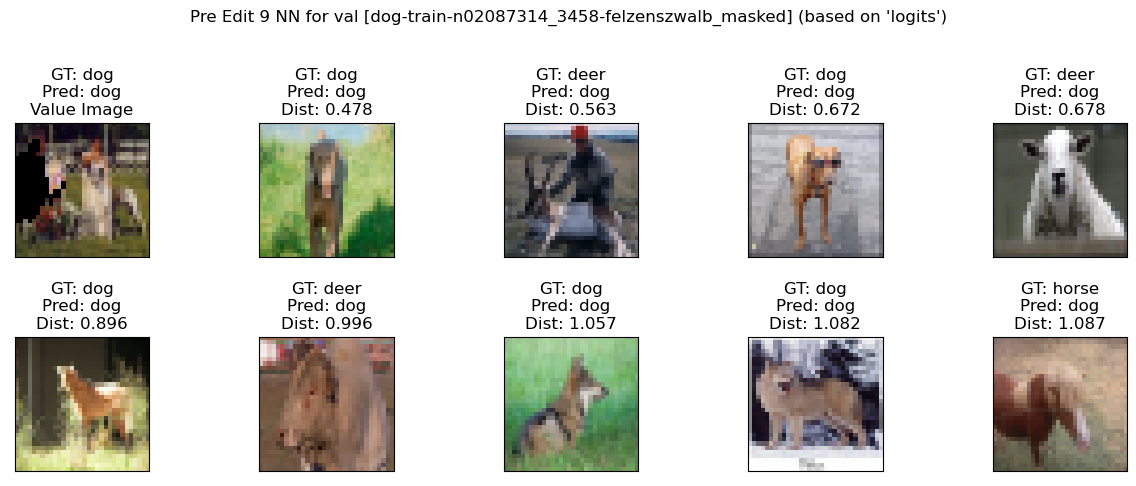 Pre Edit 9 NN for val [dog-train-n02087314_3458-felzenszwalb_masked] (based on 'logits')
GT: dog
Pred: dog
Value Image
GT: dog
Pred: dog
Dist: 0.478
GT: deer
Pred: dog
Dist: 0.563
GT: dog
Pred: dog
Dist: 0.672
GT: deer
Pred: dog
Dist: 0.678
GT: dog
Pred: dog
Dist: 0.896
GT: deer
Pred: dog
Dist: 0.996
GT: dog
Pred: dog
Dist: 1.057
GT: dog
Pred: dog
Dist: 1.082
GT: horse
Pred: dog
Dist: 1.087